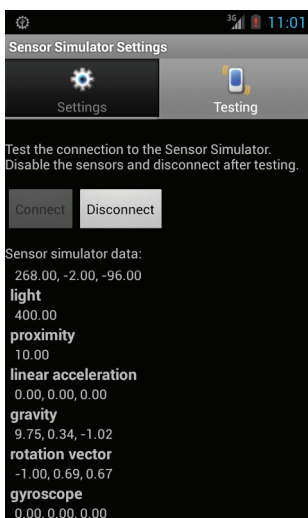 3G 11:01
Sensor Simulator Settings
Settings
Testing
Test the connection to the Sensor Simulator.
Disable the sensors and disconnect after testing.
Connect
Disconnect
Sensor simulator data:
268.00, -2.00, -96.00
light
400.00
proximity
10.00
linear acceleration
0.00, 0.00, 0.00
gravity
9.75, 0.34, -1.02
rotation vector
-1.00, 0.69, 0.67
gyroscope
0.00, 0.00, 0.00